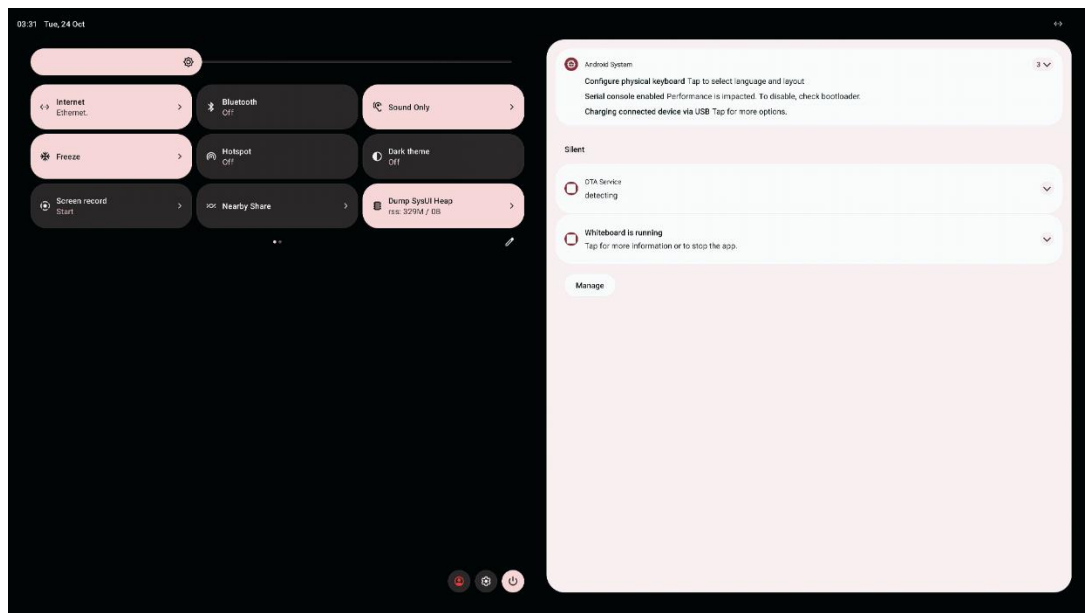 03:31 Tue, 24 Oct
Internet
Ethernet.
Bluetooth
Off
Sound Only
Freeze
Hotspot
Off
Dark theme
Off
Screen record
Start
Nearby Share
Dump SysUI Heap
rss: 329M / 0B
Android System
3
Configure physical keyboard Tap to select language and layout
Serial console enabled Performance is impacted. To disable, check bootloader.
Charging connected device via USB Tap for more options.
Silent
OTA Service
detecting
Whiteboard is running
Tap for more information or to stop the app.
Manage